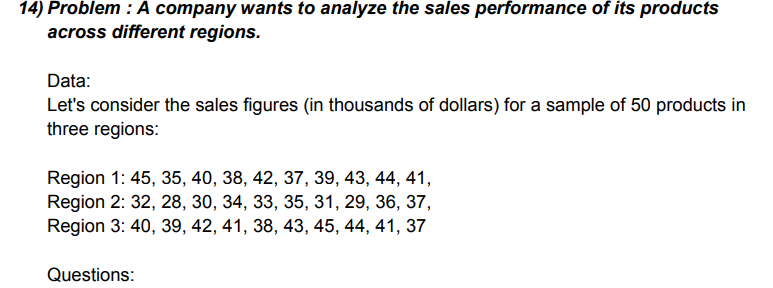 14) Problem : A company wants to analyze the sales performance of its products
across different regions.
Data:
Let's consider the sales figures (in thousands of dollars) for a sample of 50 products in
three regions:
Region 1: 45, 35, 40, 38, 42, 37, 39, 43, 44, 41,
Region 2: 32, 28, 30, 34, 33, 35, 31, 29, 36, 37,
Region 3: 40, 39, 42, 41, 38, 43, 45, 44, 41, 37
Questions: